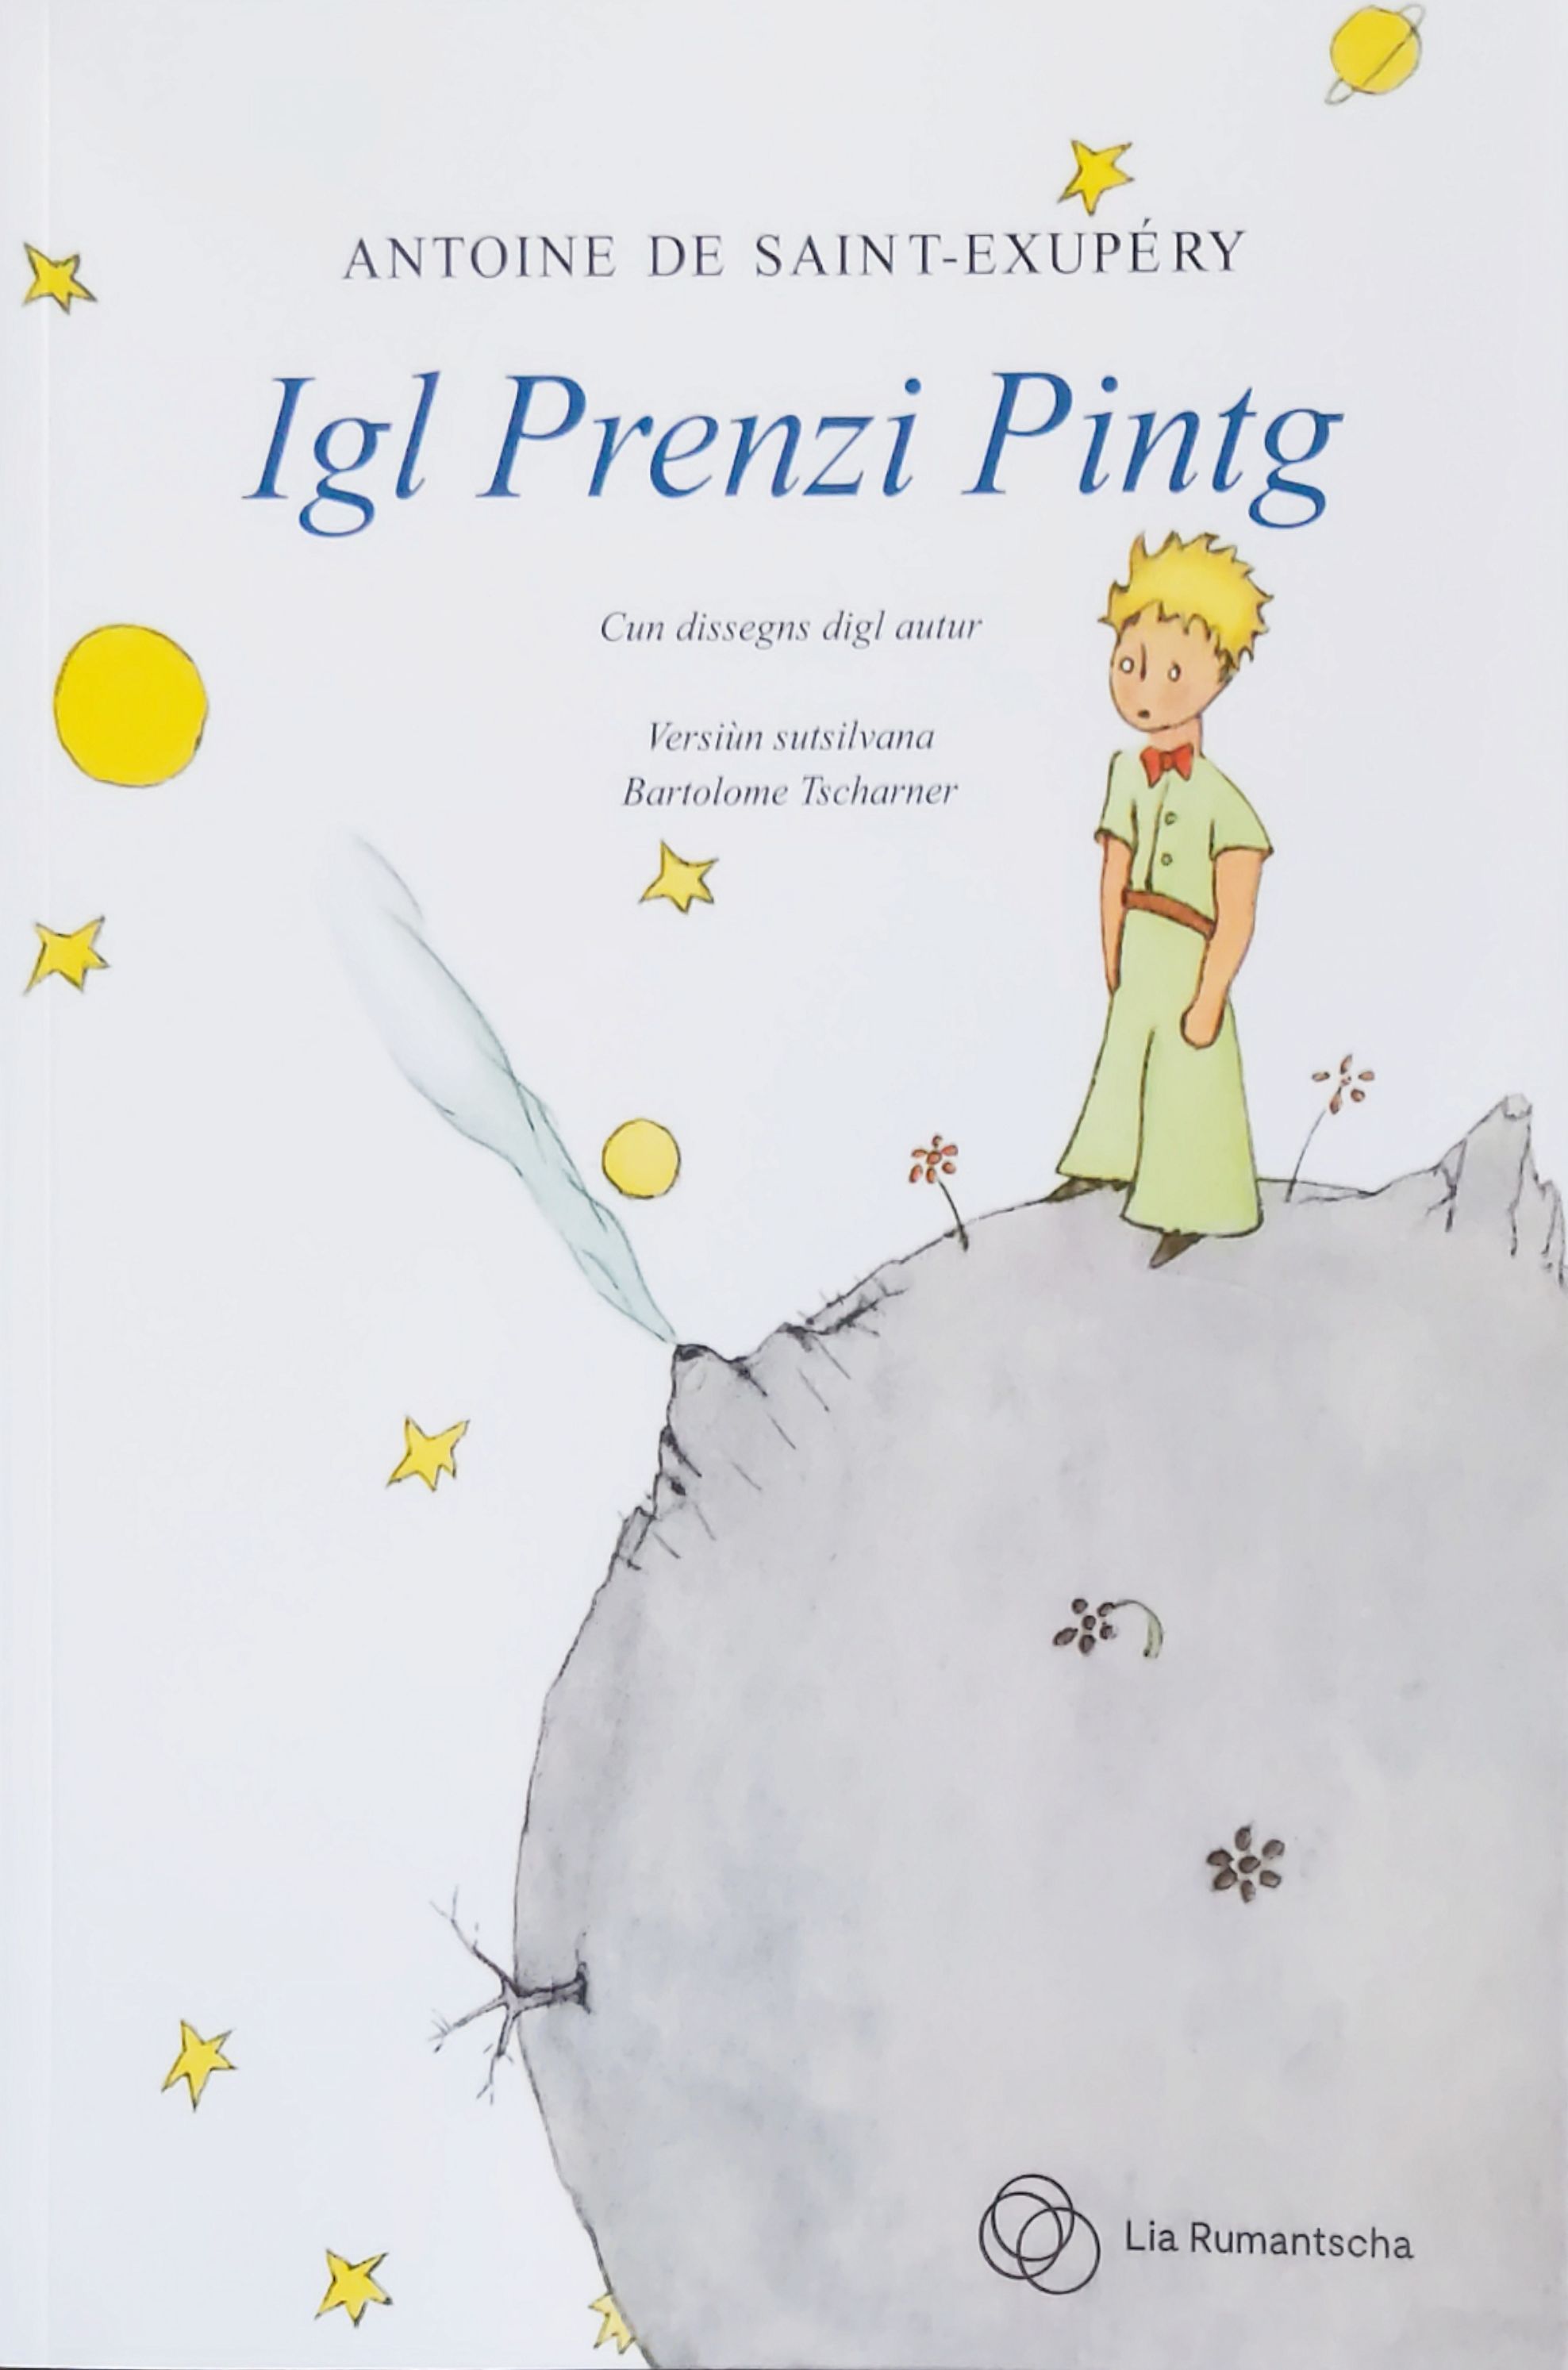 ANTOINE DE SAINT-EXUPÉRY
Igl Prenzi Pintg
Cun dissegns digl autur
Versiùn sutsilvana
Bartolome Tscharner
Lia Rumantscha